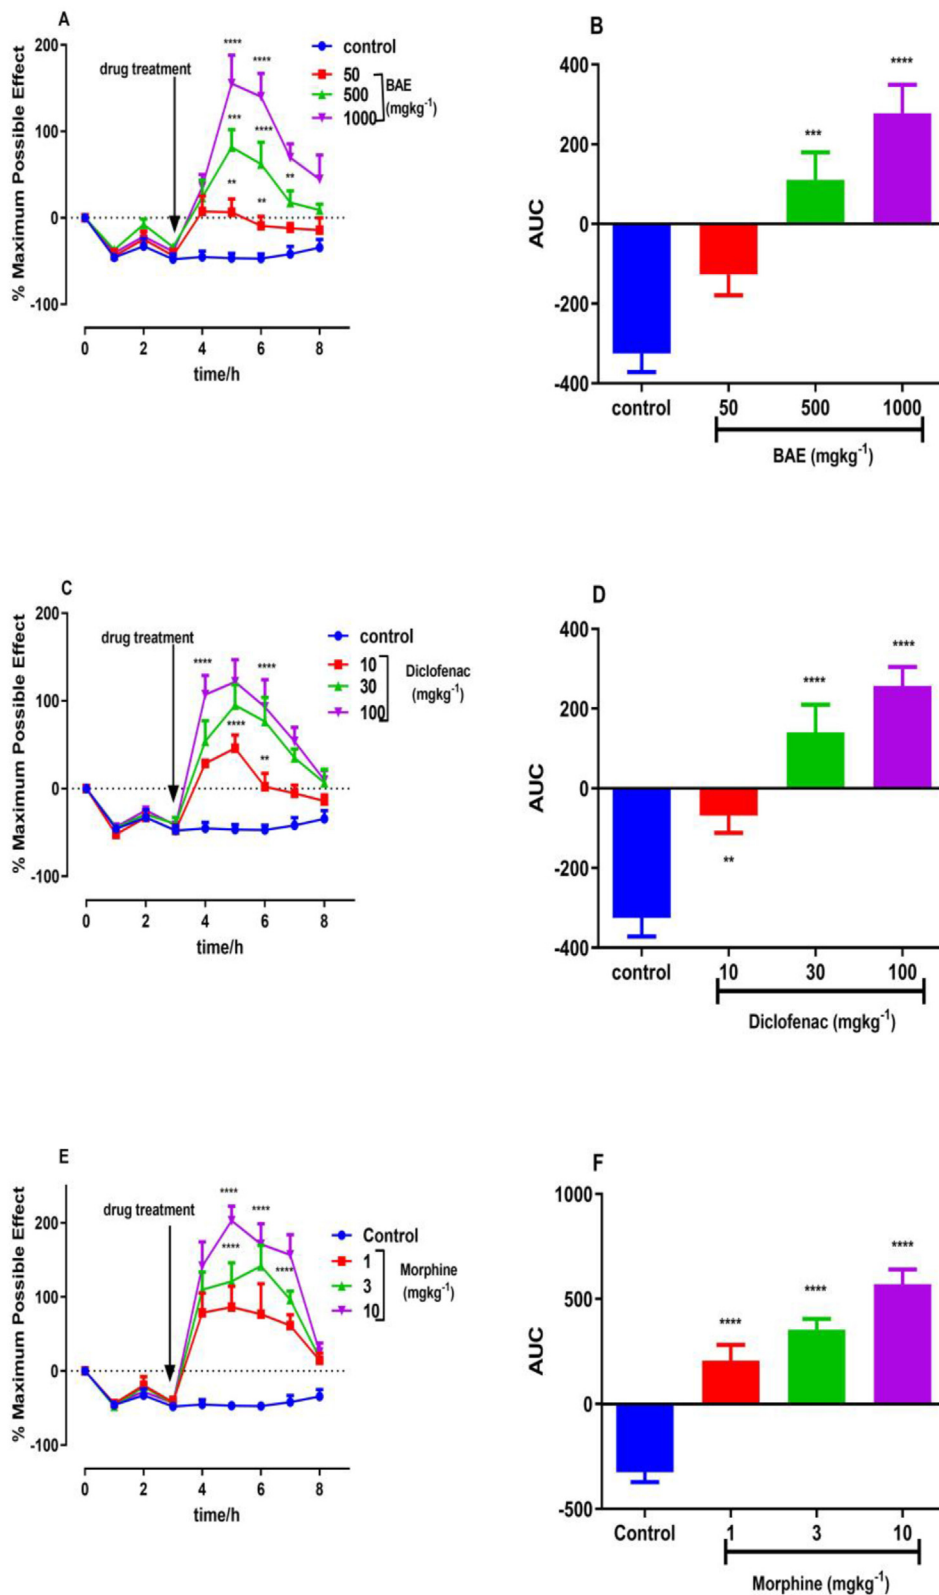 A
% Maximum Possible Effect
200
100
0
-100
drug treatment
**** ****
*** ****
** ** **
control
50
500
1000
BAE
(mgkg-1)
0 2 4 6 8
time/h
B
AUC
400
200
0
-200
-400
***
****
control 50 500 1000
BAE (mgkg-1)
C
% Maximum Possible Effect
200
100
0
-100
drug treatment
**** ****
****
**
control
10
30
100
Diclofenac
(mgkg-1)
0 2 4 6 8
time/h
D
AUC
400
200
0
-200
-400
**
****
****
control 10 30 100
Diclofenac (mgkg-1)
E
% Maximum Possible Effect
200
100
0
-100
drug treatment
**** ****
**** ****
Control
1
3
10
Morphine
(mgkg-1)
0 2 4 6 8
time/h
F
AUC
1000
500
0
-500
****
****
****
Control 1 3 10
Morphine (mgkg-1)